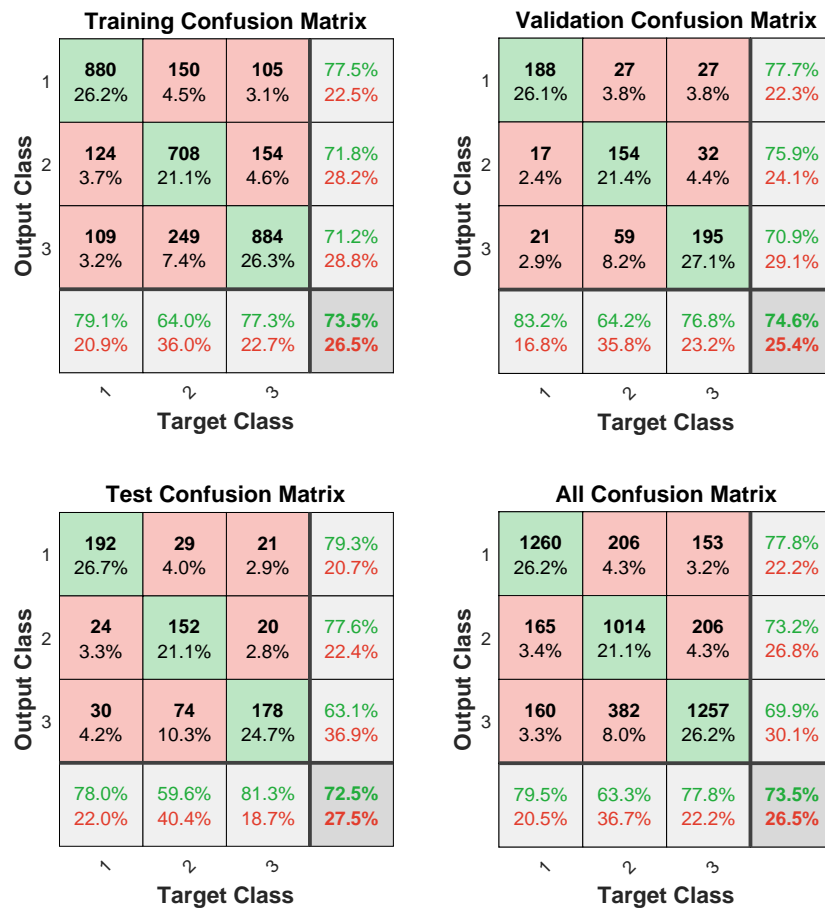 Training Confusion Matrix
Output Class
1
880 150 105 77.5%
26.2% 4.5% 3.1% 22.5%
2
124 708 154 71.8%
3.7% 21.1% 4.6% 28.2%
3
109 249 884 71.2%
3.2% 7.4% 26.3% 28.8%
79.1% 64.0% 77.3% 73.5%
20.9% 36.0% 22.7% 26.5%
1 2 3
Target Class
Validation Confusion Matrix
Output Class
1
188 27 27 77.7%
26.1% 3.8% 3.8% 22.3%
2
17 154 32 75.9%
2.4% 21.4% 4.4% 24.1%
3
21 59 195 70.9%
2.9% 8.2% 27.1% 29.1%
83.2% 64.2% 76.8% 74.6%
16.8% 35.8% 23.2% 25.4%
1 2 3
Target Class
Test Confusion Matrix
Output Class
1
192 29 21 79.3%
26.7% 4.0% 2.9% 20.7%
2
24 152 20 77.6%
3.3% 21.1% 2.8% 22.4%
3
30 74 178 63.1%
4.2% 10.3% 24.7% 36.9%
78.0% 59.6% 81.3% 72.5%
22.0% 40.4% 18.7% 27.5%
1 2 3
Target Class
All Confusion Matrix
Output Class
1
1260 206 153 77.8%
26.2% 4.3% 3.2% 22.2%
2
165 1014 206 73.2%
3.4% 21.1% 4.3% 26.8%
3
160 382 1257 69.9%
3.3% 8.0% 26.2% 30.1%
79.5% 63.3% 77.8% 73.5%
20.5% 36.7% 22.2% 26.5%
1 2 3
Target Class